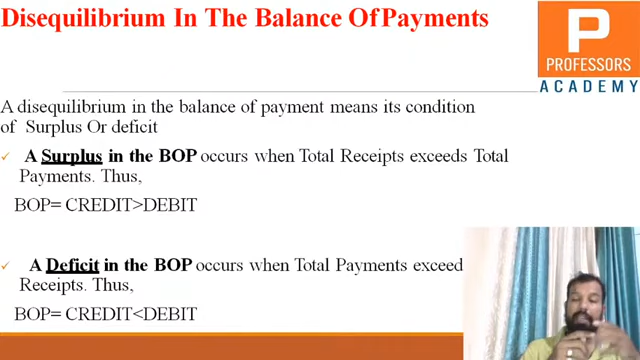 Disequilibrium In The Balance Of Payments
P
PROFESSORS
ACADEMY
A disequilibrium in the balance of payment means its condition
of Surplus Or deficit
✓ A Surplus in the BOP occurs when Total Receipts exceeds Total
Payments. Thus,
BOP= CREDIT>DEBIT
✓ A Deficit in the BOP occurs when Total Payments exceed
Receipts. Thus,
BOP= CREDIT<DEBIT